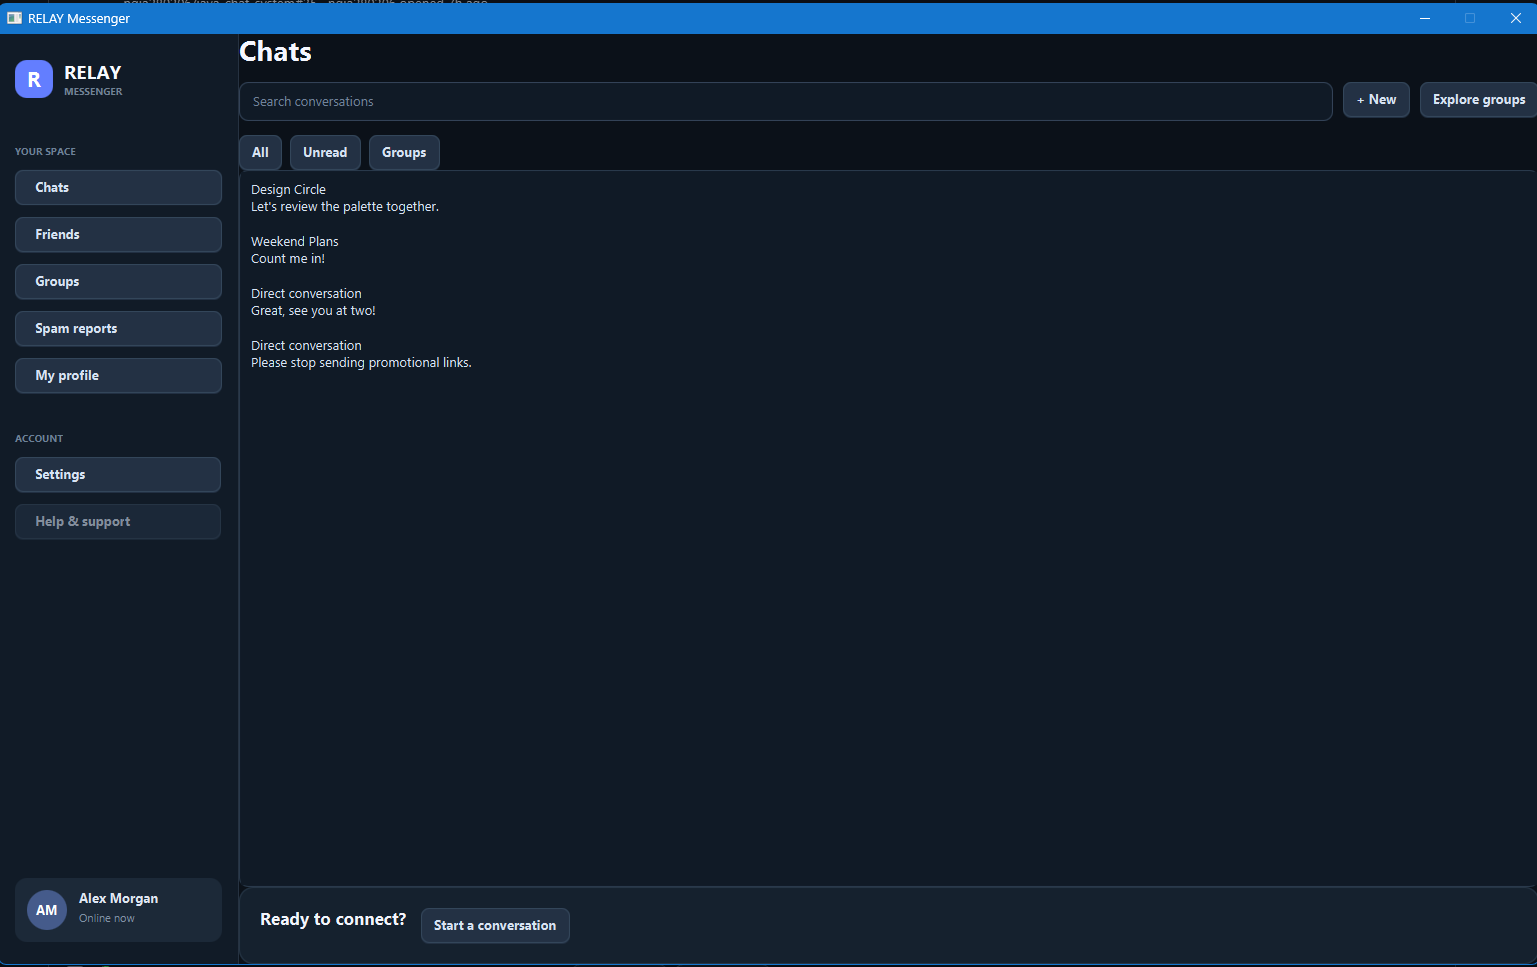 RELAY Messenger
R
RELAY
MESSENGER
YOUR SPACE
Chats
Friends
Groups
Spam reports
My profile
ACCOUNT
Settings
Help & support
AM
Alex Morgan
Online now
Chats
Search conversations
+ New
Explore groups
All
Unread
Groups
Design Circle
Let's review the palette together.
Weekend Plans
Count me in!
Direct conversation
Great, see you at two!
Direct conversation
Please stop sending promotional links.
Ready to connect?
Start a conversation